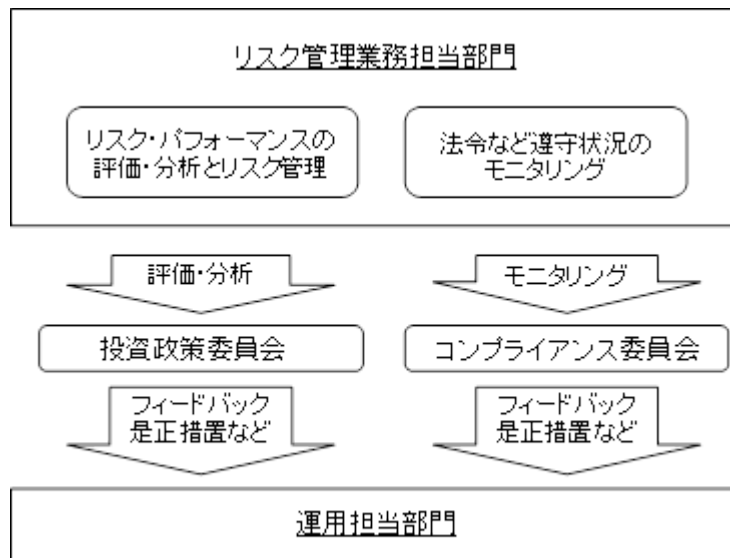 リスク管理業務担当部門
リスク・パフォーマンスの
評価・分析とリスク管理
法令など遵守状況の
モニタリング
評価・分析
モニタリング
投資政策委員会
コンプライアンス委員会
フィードバック
是正措置など
フィードバック
是正措置など
運用担当部門